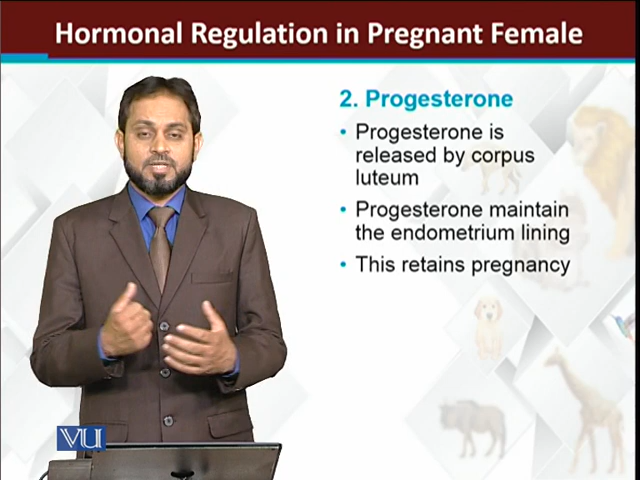 Hormonal Regulation in Pregnant Female
2. Progesterone
• Progesterone is
released by corpus
luteum
• Progesterone maintain
the endometrium lining
• This retains pregnancy
VU